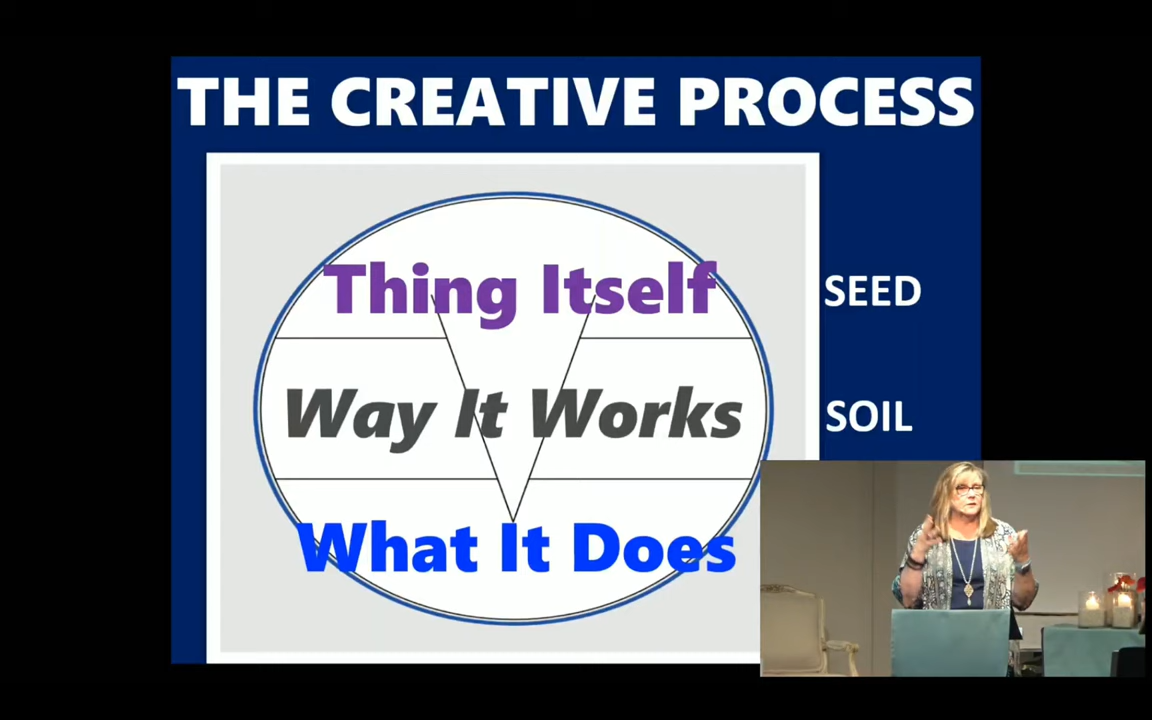 THE CREATIVE PROCESS
Thing Itself
SEED
Way It Works
SOIL
What It Does